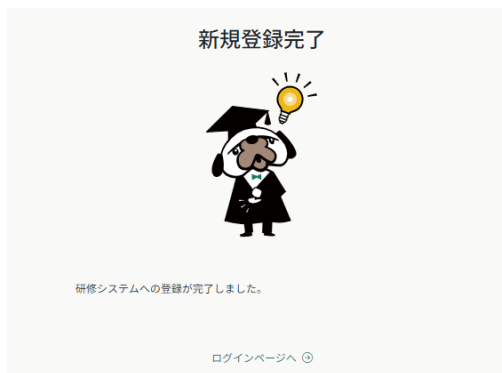 新規登録完了
研修システムへの登録が完了しました。
ログインページへ